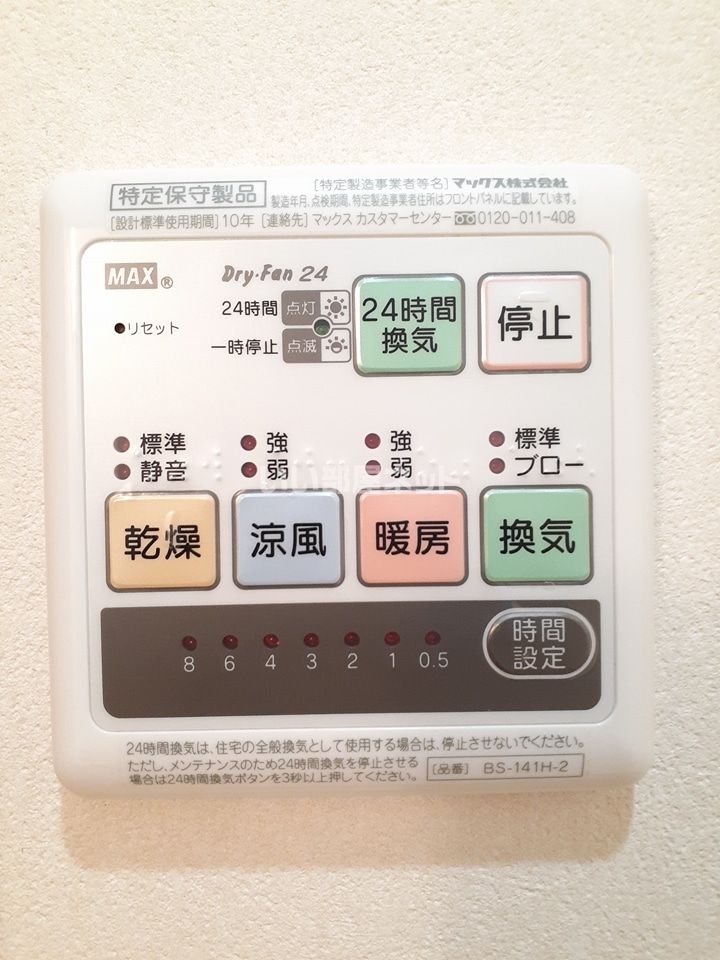 特定保守製品 [特定製造事業者等名] マックス株式会社
製造年月、点検期間、特定製造事業者住所はフロントパネルに記載しています。
[設計標準使用期間]10年 [連絡先] マックス カスタマーセンター 0120-011-408
MAX® Dry・Fan 24
24時間 点灯
24時間
換気
停止
リセット
一時停止 点滅
標準
静音
強
弱
強
弱
標準
ブロー
いい部屋ネット
乾燥
涼風
暖房
換気
8 6 4 3 2 1 0.5
時間
設定
24時間換気は、住宅の全般換気として使用する場合は、停止させないでください。
ただし、メンテナンスのため24時間換気を停止させる
場合は24時間換気ボタンを3秒以上押してください。
[品番] BS-141H-2